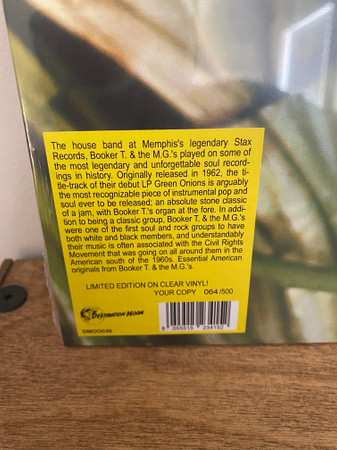 The house band at Memphis's legendary Stax
Records, Booker T. & the M.G.'s played on some of
the most legendary and unforgettable soul record-
ings in history. Originally released in 1962, the ti-
tle-track of their debut LP Green Onions is arguably
the most recognizable piece of instrumental pop and
soul ever to be released; an absolute stone classic
of a jam, with Booker T.'s organ at the fore. In addi-
tion to being a classic group, Booker T. & the M.G.'s
were one of the first soul and rock groups to have
both white and black members, and understandably
their music is often associated with the Civil Rights
Movement that was going on all around them in the
American south of the 1960s. Essential American
originals from Booker T. & the M.G.'s.
LIMITED EDITION ON CLEAR VINYL!
YOUR COPY 064/500
DESTINATION MOON